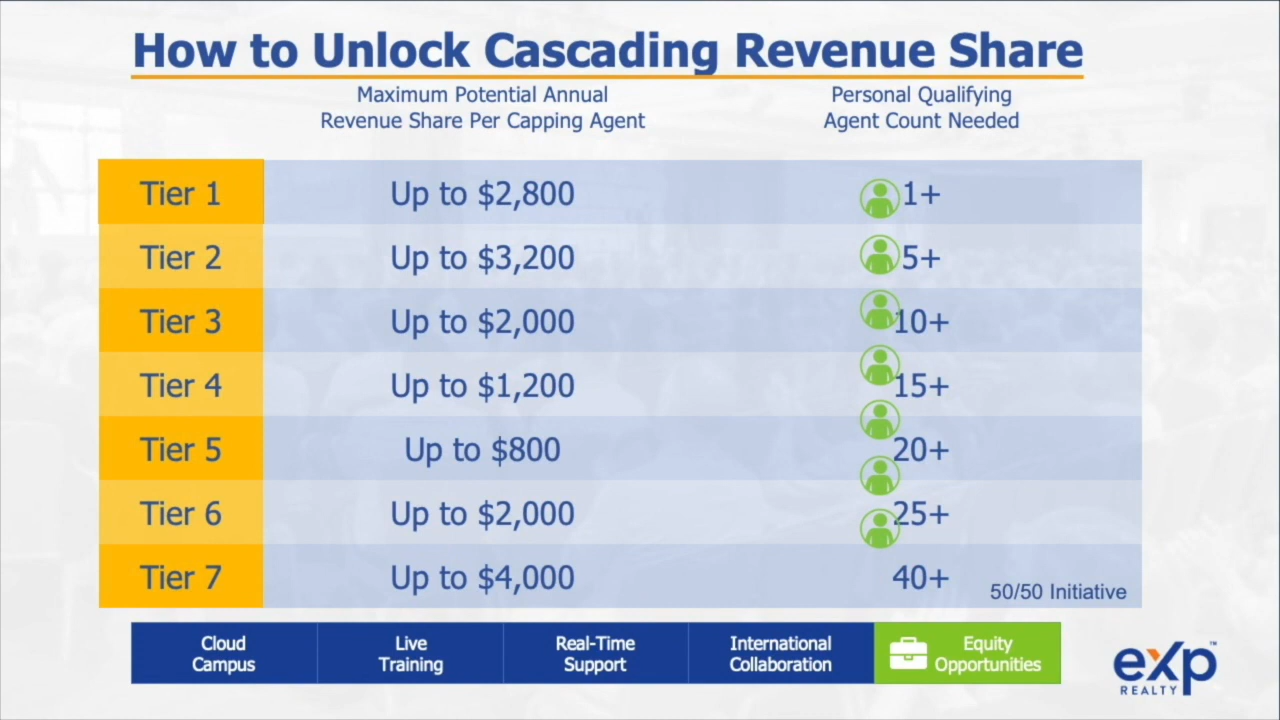 How to Unlock Cascading Revenue Share
Maximum Potential Annual
Revenue Share Per Capping Agent
Personal Qualifying
Agent Count Needed
Tier 1 Up to $2,800 1+
Tier 2 Up to $3,200 5+
Tier 3 Up to $2,000 10+
Tier 4 Up to $1,200 15+
Tier 5 Up to $800 20+
Tier 6 Up to $2,000 25+
Tier 7 Up to $4,000 40+
50/50 Initiative
Cloud
Campus
Live
Training
Real-Time
Support
International
Collaboration
Equity
Opportunities
eXp™
REALTY